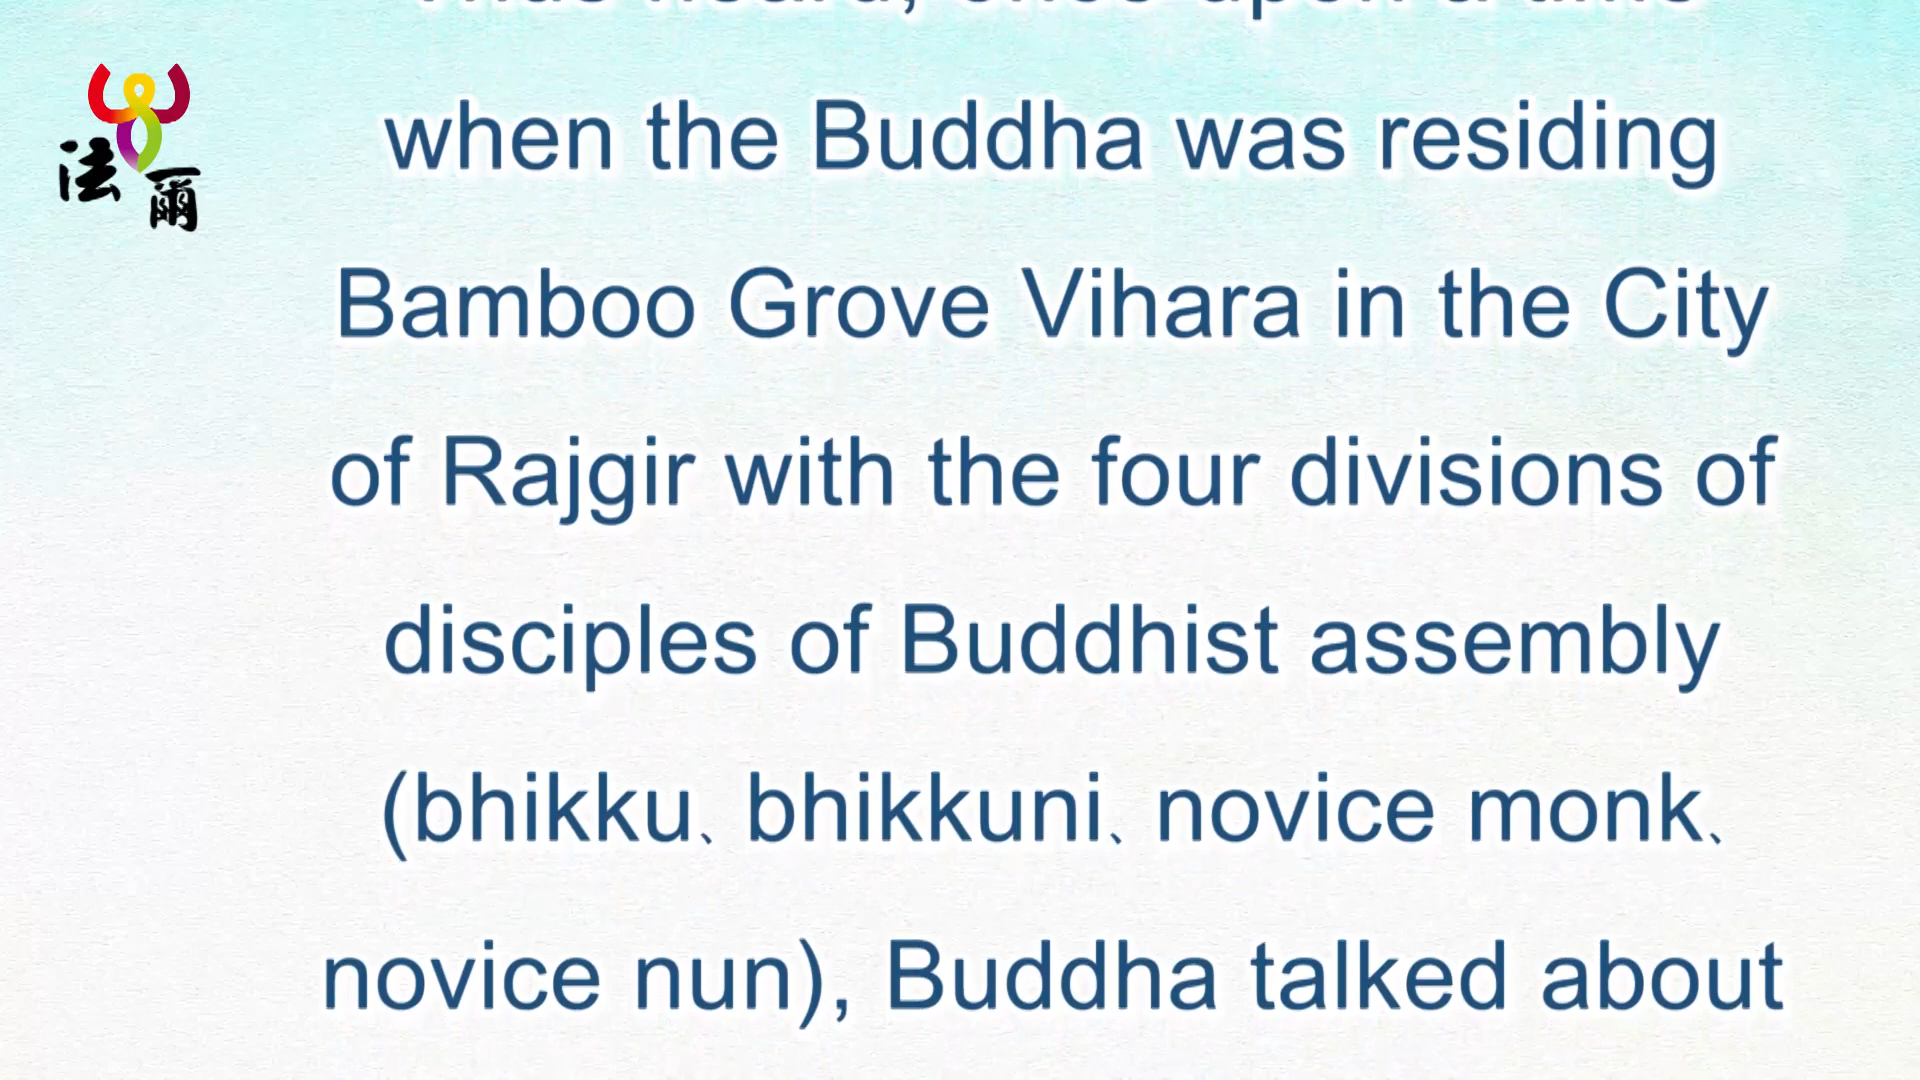 法爾
when the Buddha was residing
Bamboo Grove Vihara in the City
of Rajgir with the four divisions of
disciples of Buddhist assembly
(bhikku、bhikkuni、novice monk、
novice nun), Buddha talked about